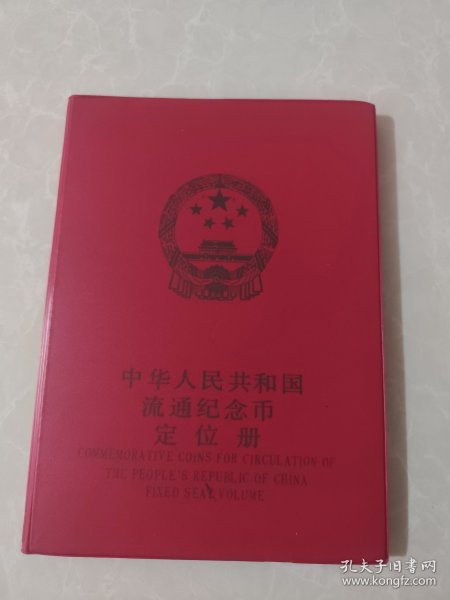 中华人民共和国
流通纪念币
定位册
COMMEMORATIVE COINS FOR CIRCULATION OF
THE PEOPLE'S REPUBLIC OF CHINA
FIXED SEAT VOLUME
孔夫子旧书网
www.kongfz.com